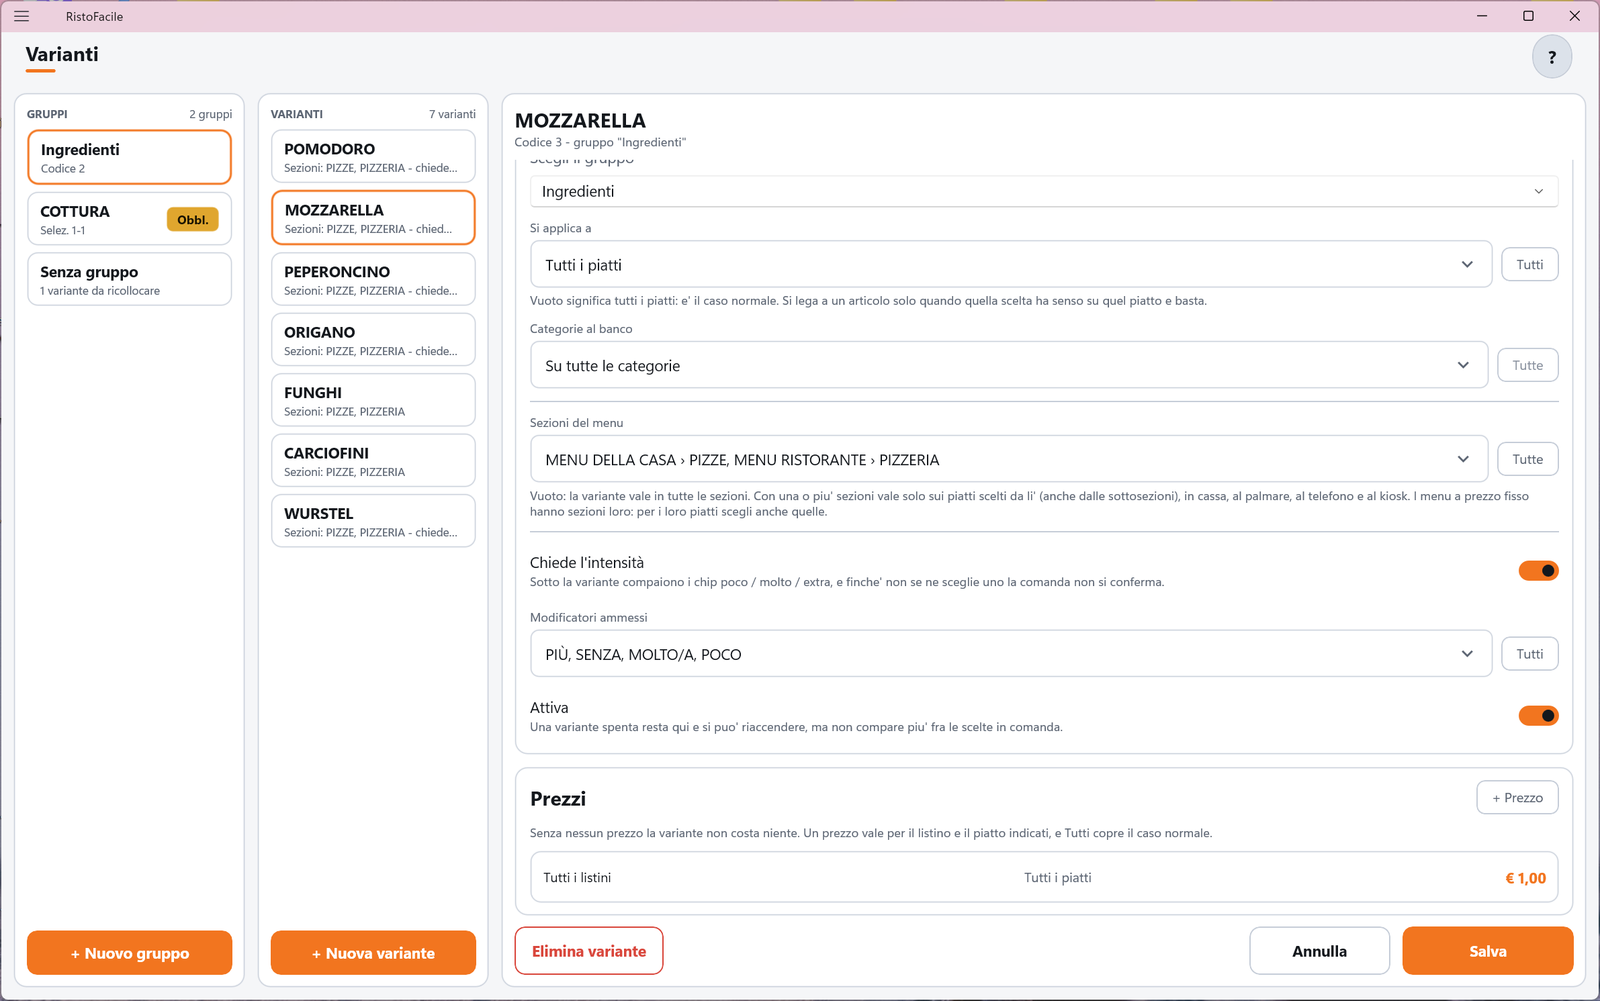 RistoFacile
Varianti
?
GRUPPI
2 gruppi
Ingredienti
Codice 2
COTTURA
Selez. 1-1
Obbl.
Senza gruppo
1 variante da ricollocare
+ Nuovo gruppo
VARIANTI
7 varianti
POMODORO
Sezioni: PIZZE, PIZZERIA - chiede...
MOZZARELLA
Sezioni: PIZZE, PIZZERIA - chied...
PEPERONCINO
Sezioni: PIZZE, PIZZERIA - chiede...
ORIGANO
Sezioni: PIZZE, PIZZERIA - chiede...
FUNGHI
Sezioni: PIZZE, PIZZERIA
CARCIOFINI
Sezioni: PIZZE, PIZZERIA
WURSTEL
Sezioni: PIZZE, PIZZERIA - chiede...
+ Nuova variante
MOZZARELLA
Codice 3 - gruppo "Ingredienti"
Scegli il gruppo
Ingredienti
Si applica a
Tutti i piatti
Tutti
Vuoto significa tutti i piatti: e' il caso normale. Si lega a un articolo solo quando quella scelta ha senso su quel piatto e basta.
Categorie al banco
Su tutte le categorie
Tutte
Sezioni del menu
MENU DELLA CASA › PIZZE, MENU RISTORANTE › PIZZERIA
Tutte
Vuoto: la variante vale in tutte le sezioni. Con una o piu' sezioni vale solo sui piatti scelti da li' (anche dalle sottosezioni), in cassa, al palmare, al telefono e al kiosk. I menu a prezzo fisso
hanno sezioni loro: per i loro piatti scegli anche quelle.
Chiede l'intensità
Sotto la variante compaiono i chip poco / molto / extra, e finche' non se ne sceglie uno la comanda non si conferma.
Modificatori ammessi
PIÙ, SENZA, MOLTO/A, POCO
Tutti
Attiva
Una variante spenta resta qui e si puo' riaccendere, ma non compare piu' fra le scelte in comanda.
Prezzi
+ Prezzo
Senza nessun prezzo la variante non costa niente. Un prezzo vale per il listino e il piatto indicati, e Tutti copre il caso normale.
Tutti i listini
Tutti i piatti
€ 1,00
Elimina variante
Annulla
Salva